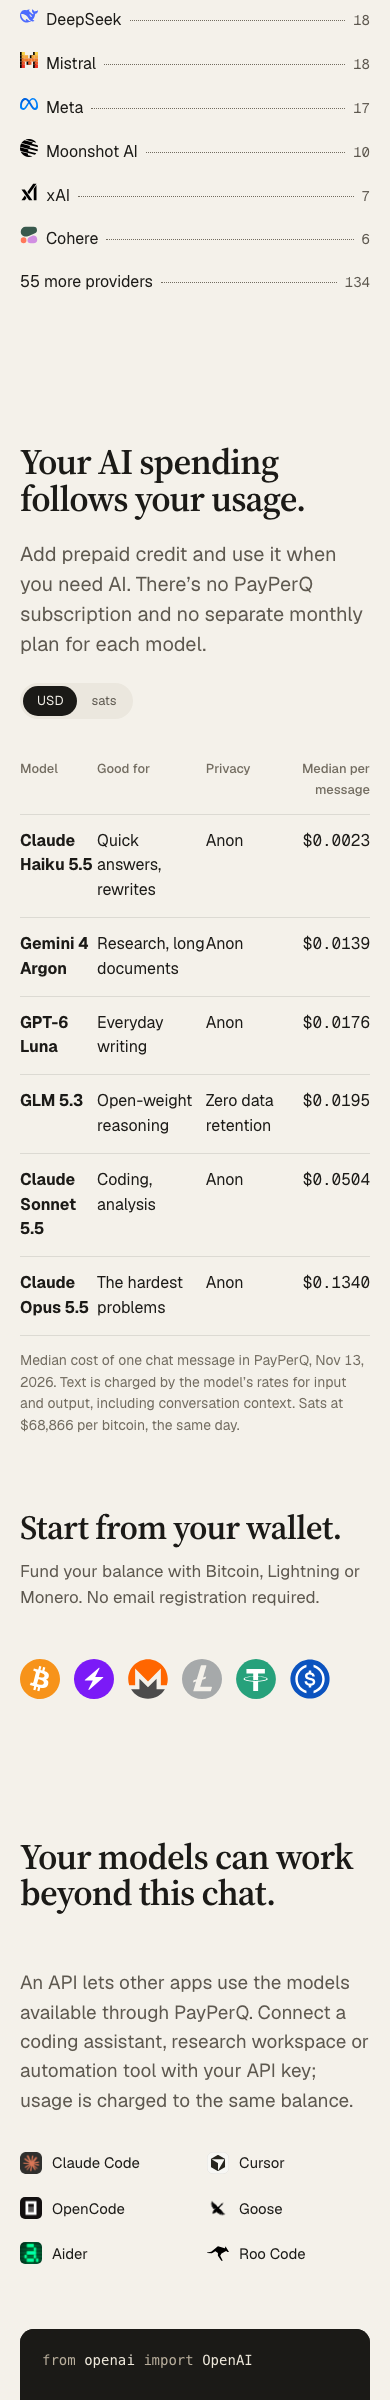 DeepSeek 18
Mistral 18
Meta 17
Moonshot AI 10
xAI 7
Cohere 6
55 more providers 134
Your AI spending
follows your usage.
Add prepaid credit and use it when
you need AI. There’s no PayPerQ
subscription and no separate monthly
plan for each model.
USD sats
Model Good for Privacy Median per
message
Claude Quick Anon $0.0023
Haiku 5.5 answers,
rewrites
Gemini 4 Research, long Anon $0.0139
Argon documents
GPT-6 Everyday Anon $0.0176
Luna writing
GLM 5.3 Open-weight Zero data $0.0195
reasoning retention
Claude Coding, Anon $0.0504
Sonnet analysis
5.5
Claude The hardest Anon $0.1340
Opus 5.5 problems
Median cost of one chat message in PayPerQ, Nov 13,
2026. Text is charged by the model’s rates for input
and output, including conversation context. Sats at
$68,866 per bitcoin, the same day.
Start from your wallet.
Fund your balance with Bitcoin, Lightning or
Monero. No email registration required.
Your models can work
beyond this chat.
An API lets other apps use the models
available through PayPerQ. Connect a
coding assistant, research workspace or
automation tool with your API key;
usage is charged to the same balance.
Claude Code Cursor
OpenCode Goose
Aider Roo Code
from openai import OpenAI